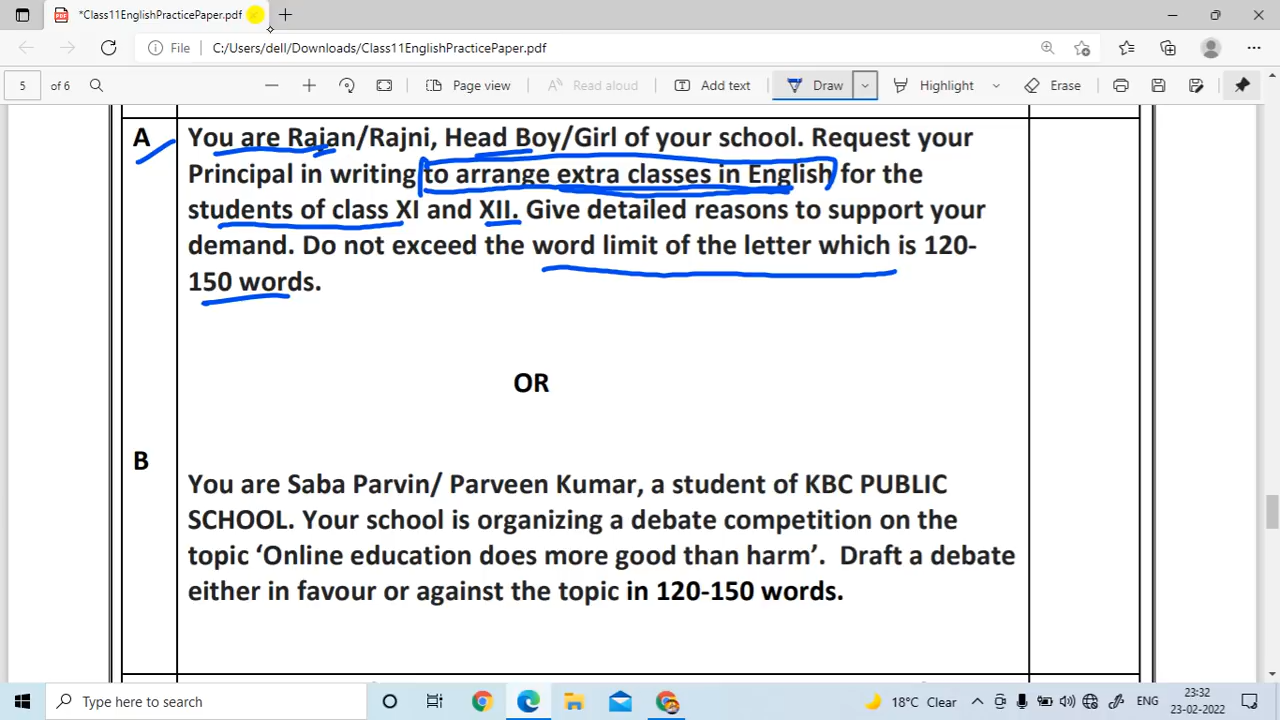 *Class11EnglishPracticePaper.pdf
File C:/Users/dell/Downloads/Class11EnglishPracticePaper.pdf
5 of 6 Page view Read aloud Add text Draw Highlight Erase
A You are Rajan/Rajni, Head Boy/Girl of your school. Request your
Principal in writing to arrange extra classes in English for the
students of class XI and XII. Give detailed reasons to support your
demand. Do not exceed the word limit of the letter which is 120-
150 words.
OR
B
You are Saba Parvin/ Parveen Kumar, a student of KBC PUBLIC
SCHOOL. Your school is organizing a debate competition on the
topic ‘Online education does more good than harm’. Draft a debate
either in favour or against the topic in 120-150 words.
Type here to search 18°C Clear ENG 23:32
23-02-2022